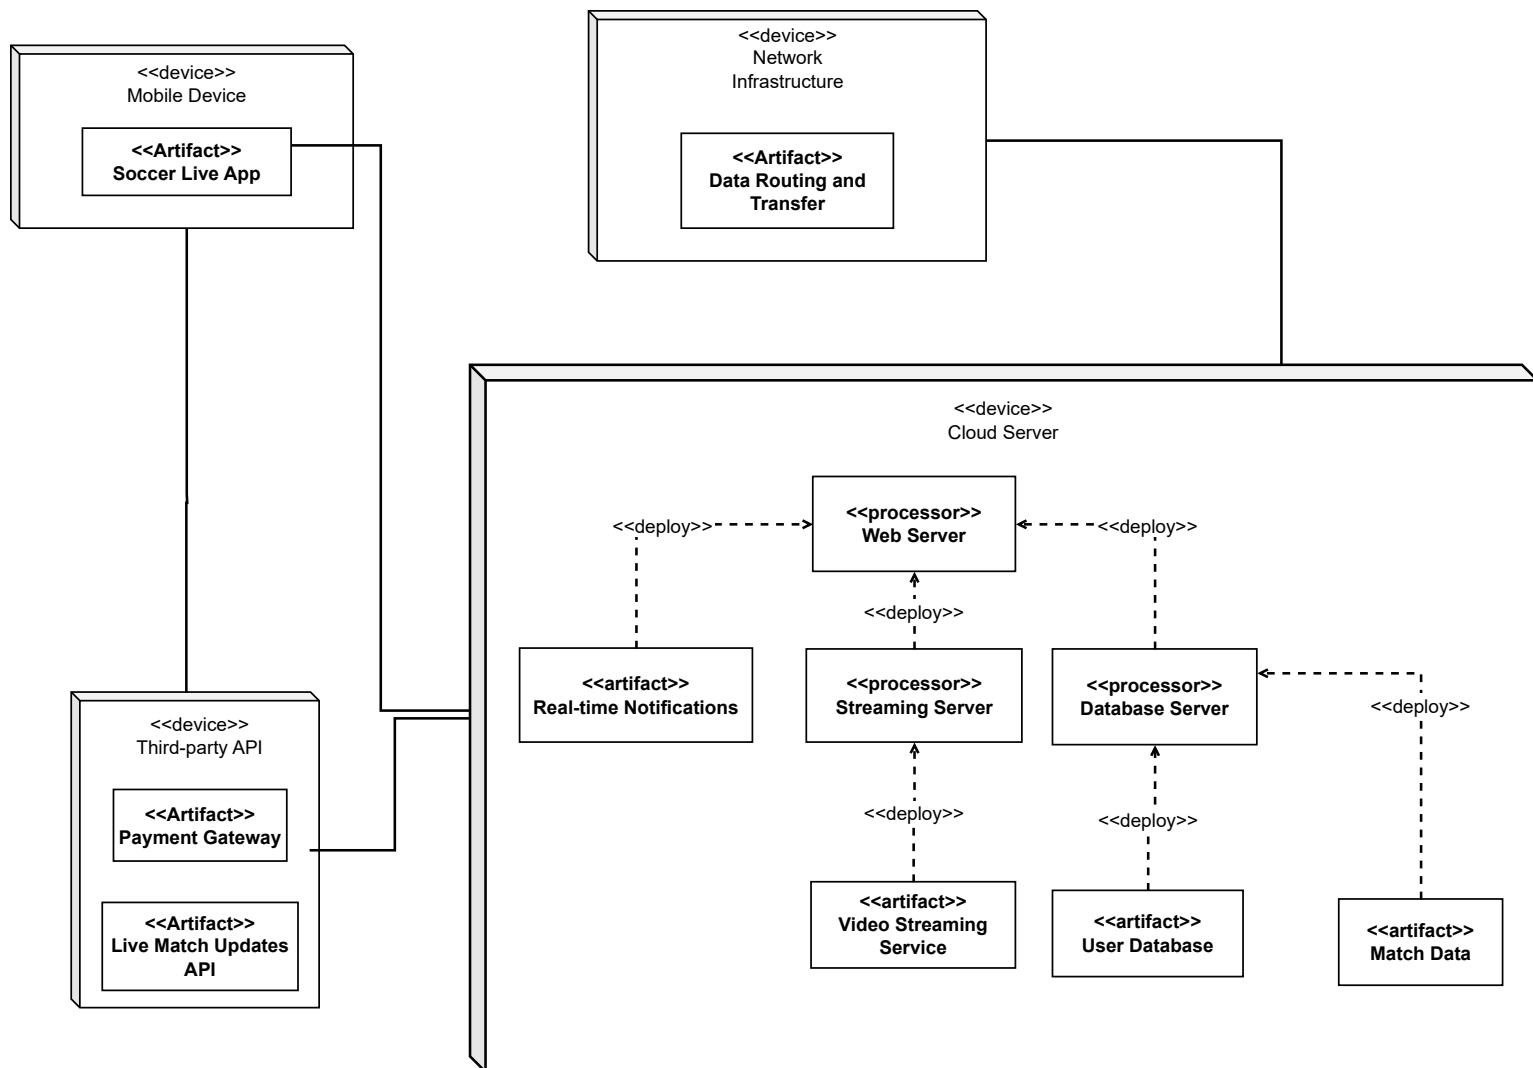 <<device>>
Mobile Device
<<Artifact>>
Soccer Live App
<<device>>
Network
Infrastructure
<<Artifact>>
Data Routing and
Transfer
<<device>>
Cloud Server
<<processor>>
Web Server
<<deploy>>
<<deploy>>
<<deploy>>
<<artifact>>
Real-time Notifications
<<processor>>
Streaming Server
<<processor>>
Database Server
<<deploy>>
<<deploy>>
<<deploy>>
<<artifact>>
Video Streaming
Service
<<artifact>>
User Database
<<artifact>>
Match Data
<<device>>
Third-party API
<<Artifact>>
Payment Gateway
<<Artifact>>
Live Match Updates
API